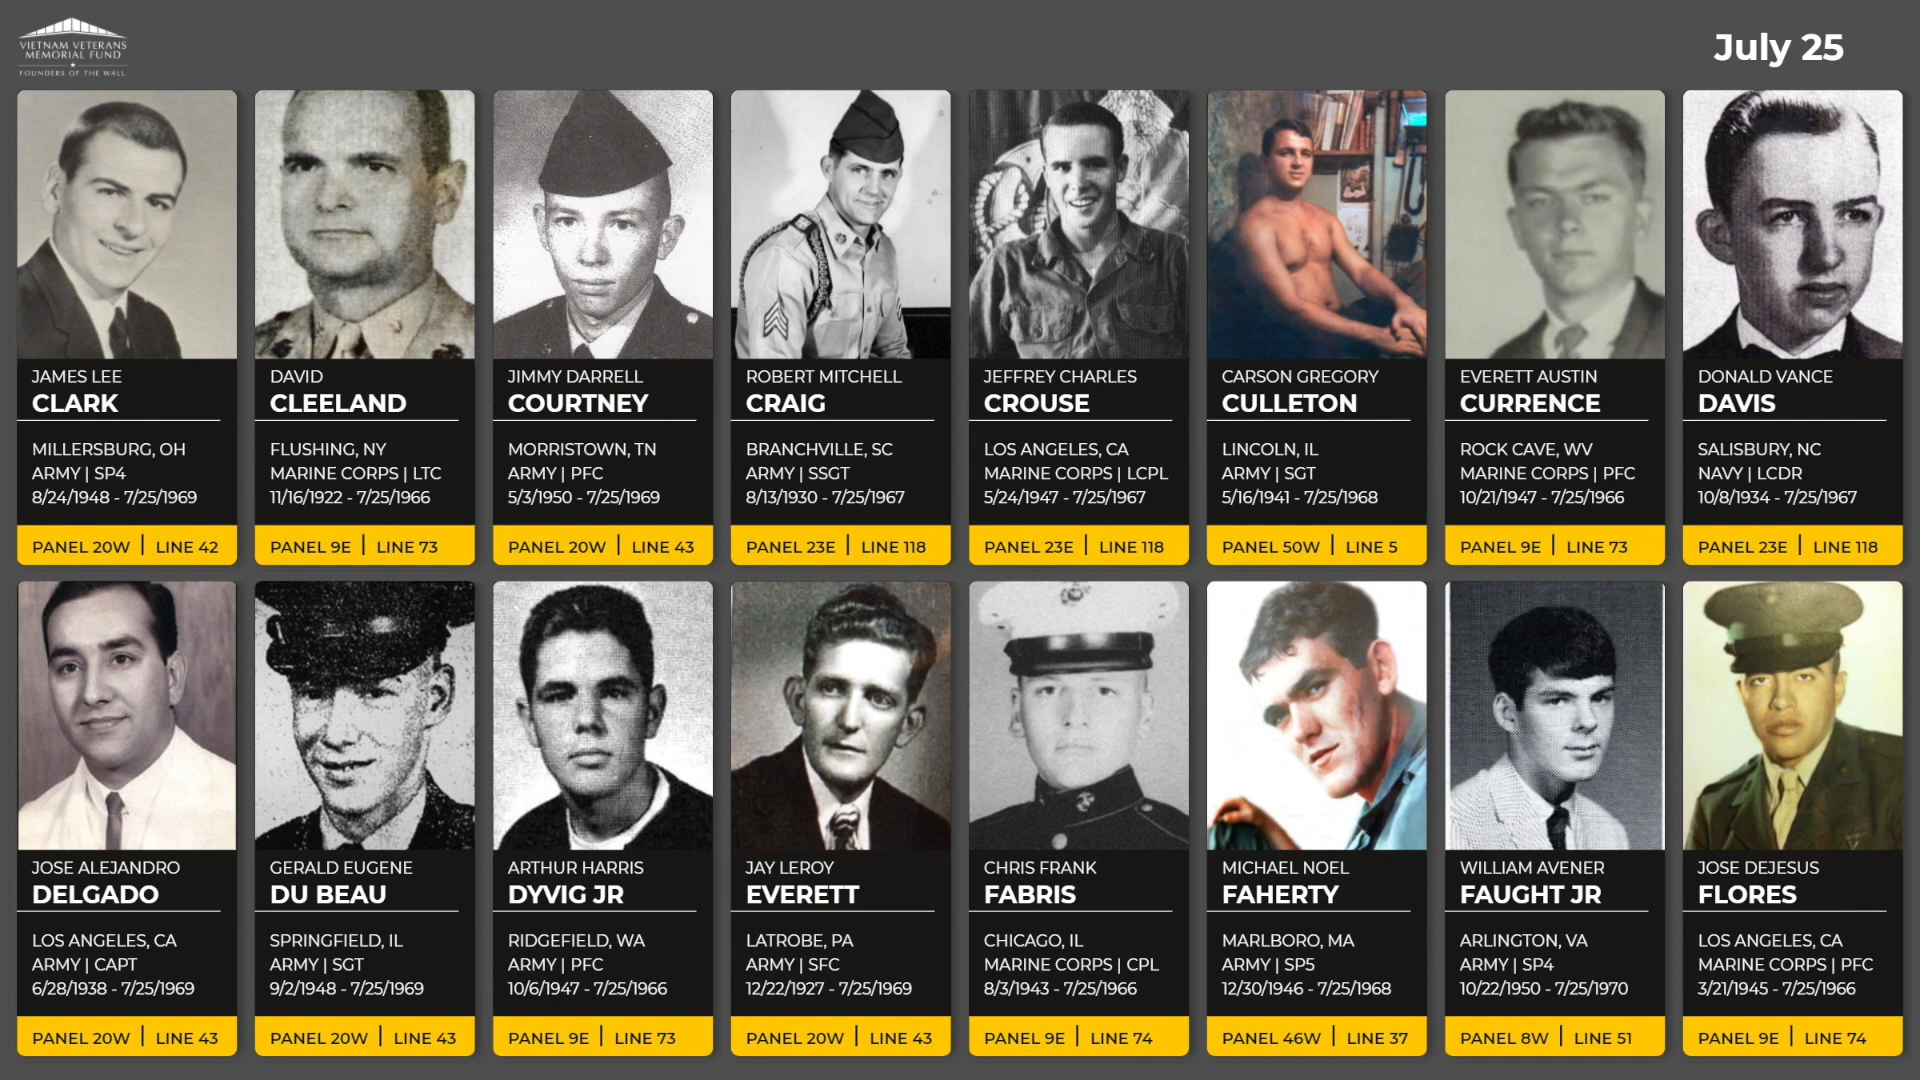 VIETNAM VETERANS
MEMORIAL FUND
FOUNDERS OF THE WALL
July 25
JAMES LEE
CLARK
MILLERSBURG, OH
ARMY | SP4
8/24/1948 - 7/25/1969
PANEL 20W | LINE 42
DAVID
CLEELAND
FLUSHING, NY
MARINE CORPS | LTC
11/16/1922 - 7/25/1966
PANEL 9E | LINE 73
JIMMY DARRELL
COURTNEY
MORRISTOWN, TN
ARMY | PFC
5/3/1950 - 7/25/1969
PANEL 20W | LINE 43
ROBERT MITCHELL
CRAIG
BRANCHVILLE, SC
ARMY | SSGT
8/13/1930 - 7/25/1967
PANEL 23E | LINE 118
JEFFREY CHARLES
CROUSE
LOS ANGELES, CA
MARINE CORPS | LCPL
5/24/1947 - 7/25/1967
PANEL 23E | LINE 118
CARSON GREGORY
CULLETON
LINCOLN, IL
ARMY | SGT
5/16/1941 - 7/25/1968
PANEL 50W | LINE 5
EVERETT AUSTIN
CURRENCE
ROCK CAVE, WV
MARINE CORPS | PFC
10/21/1947 - 7/25/1966
PANEL 9E | LINE 73
DONALD VANCE
DAVIS
SALISBURY, NC
NAVY | LCDR
10/8/1934 - 7/25/1967
PANEL 23E | LINE 118
JOSE ALEJANDRO
DELGADO
LOS ANGELES, CA
ARMY | CAPT
6/28/1938 - 7/25/1969
PANEL 20W | LINE 43
GERALD EUGENE
DU BEAU
SPRINGFIELD, IL
ARMY | SGT
9/2/1948 - 7/25/1969
PANEL 20W | LINE 43
ARTHUR HARRIS
DYVIG JR
RIDGEFIELD, WA
ARMY | PFC
10/6/1947 - 7/25/1966
PANEL 9E | LINE 73
JAY LEROY
EVERETT
LATROBE, PA
ARMY | SFC
12/22/1927 - 7/25/1969
PANEL 20W | LINE 43
CHRIS FRANK
FABRIS
CHICAGO, IL
MARINE CORPS | CPL
8/3/1943 - 7/25/1966
PANEL 9E | LINE 74
MICHAEL NOEL
FAHERTY
MARLBORO, MA
ARMY | SP5
12/30/1946 - 7/25/1968
PANEL 46W | LINE 37
WILLIAM AVENER
FAUGHT JR
ARLINGTON, VA
ARMY | SP4
10/22/1950 - 7/25/1970
PANEL 8W | LINE 51
JOSE DEJESUS
FLORES
LOS ANGELES, CA
MARINE CORPS | PFC
3/21/1945 - 7/25/1966
PANEL 9E | LINE 74